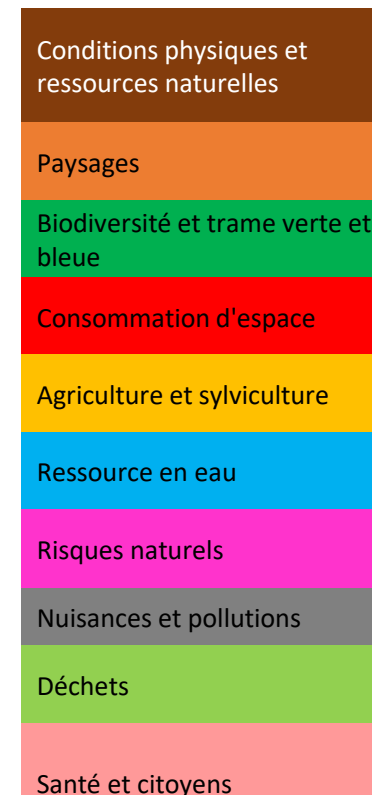 Conditions physiques et
ressources naturelles
Paysages
Biodiversité et trame verte et
bleue
Consommation d'espace
Agriculture et sylviculture
Ressource en eau
Risques naturels
Nuisances et pollutions
Déchets
Santé et citoyens